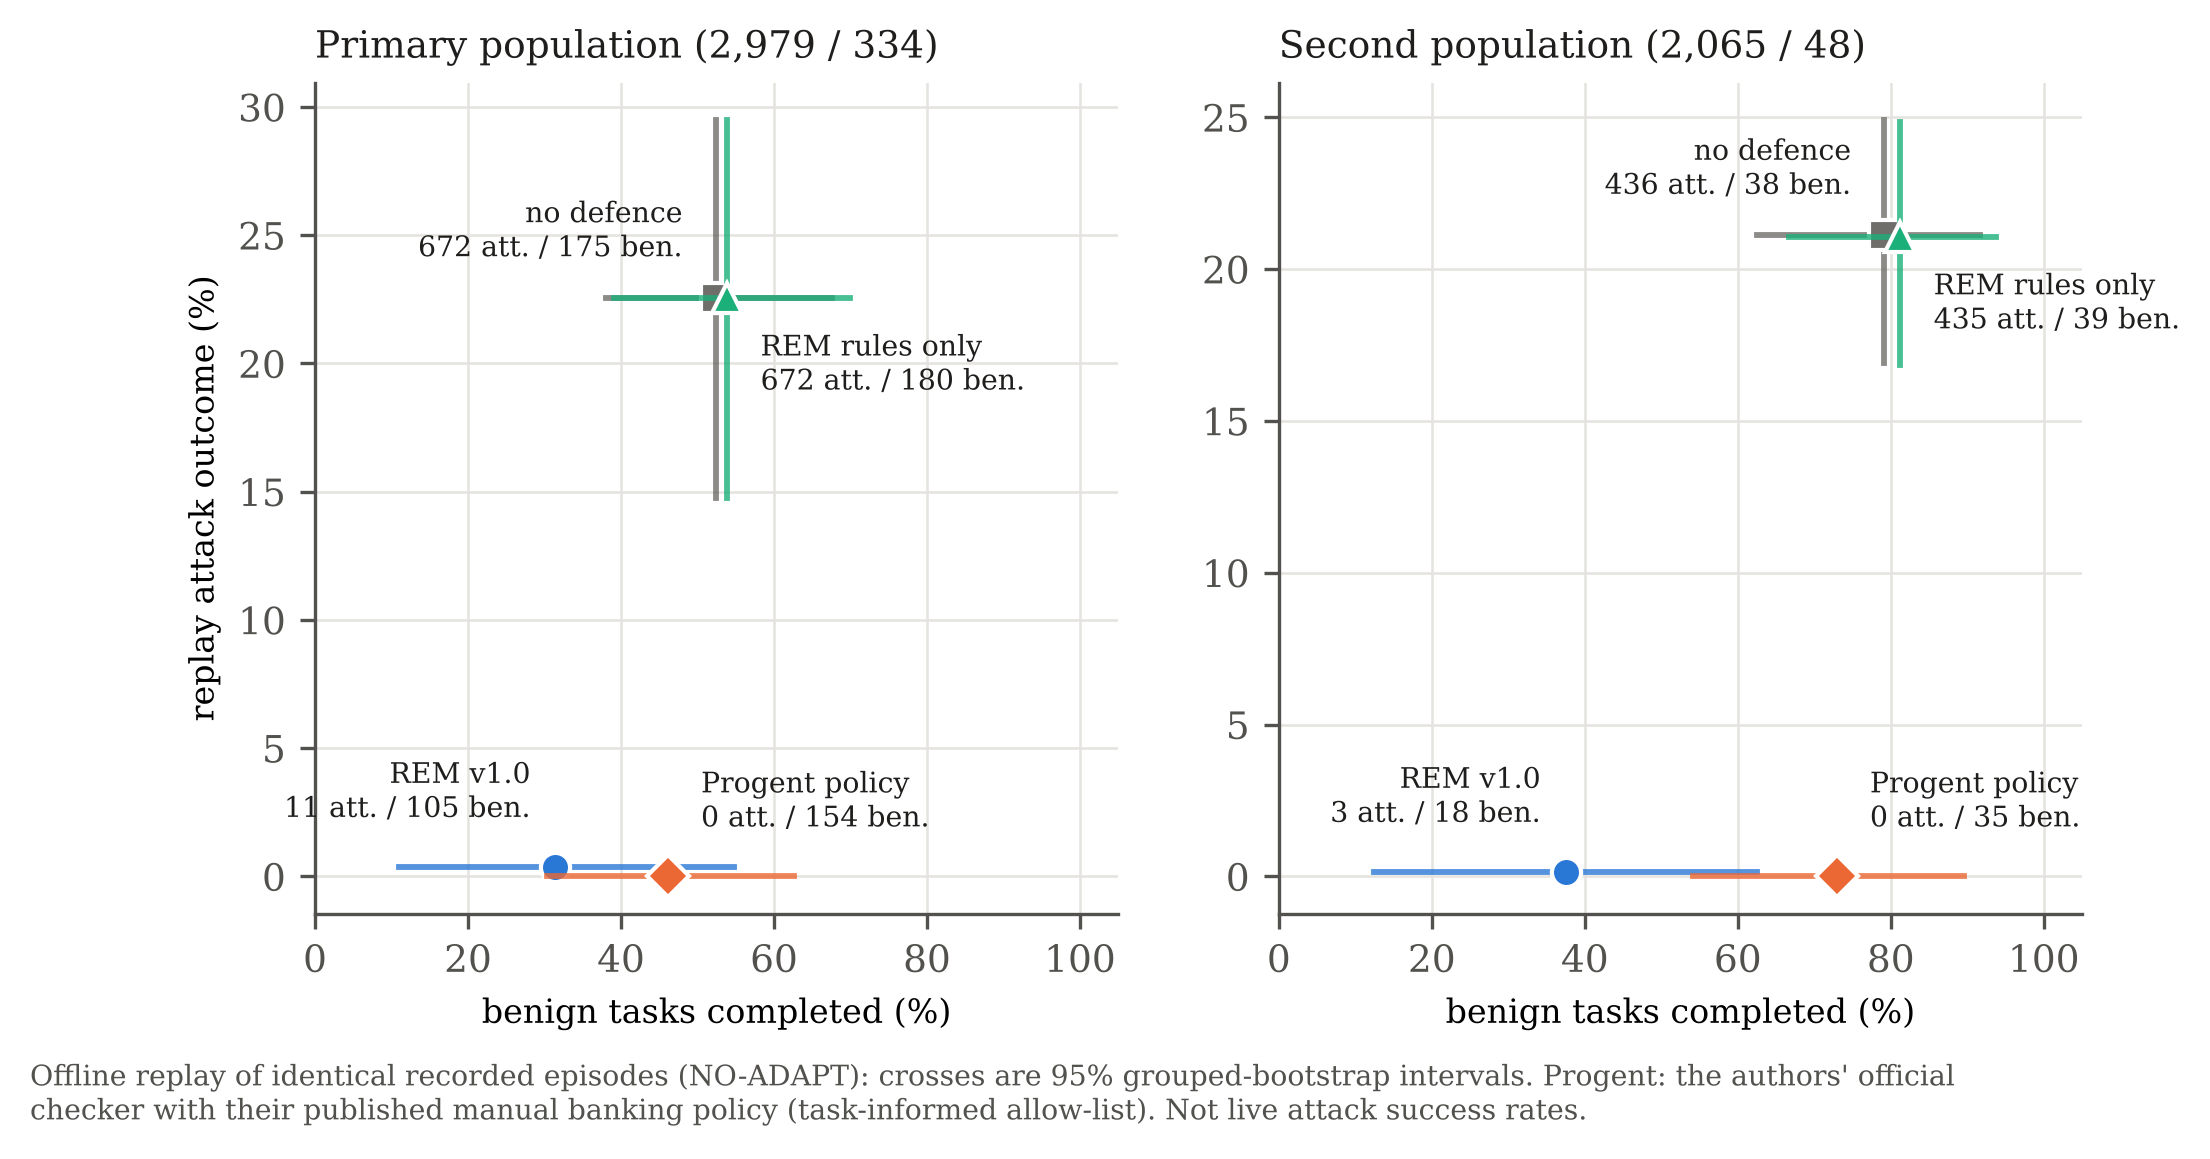 Primary population (2,979 / 334)
30
25
20
15
10
5
0
replay attack outcome (%)
no defence
672 att. / 175 ben.
REM rules only
672 att. / 180 ben.
REM v1.0
11 att. / 105 ben.
Progent policy
0 att. / 154 ben.
0 20 40 60 80 100
benign tasks completed (%)
Second population (2,065 / 48)
25
20
15
10
5
0
no defence
436 att. / 38 ben.
REM rules only
435 att. / 39 ben.
REM v1.0
3 att. / 18 ben.
Progent policy
0 att. / 35 ben.
0 20 40 60 80 100
benign tasks completed (%)
Offline replay of identical recorded episodes (NO-ADAPT): crosses are 95% grouped-bootstrap intervals. Progent: the authors' official
checker with their published manual banking policy (task-informed allow-list). Not live attack success rates.